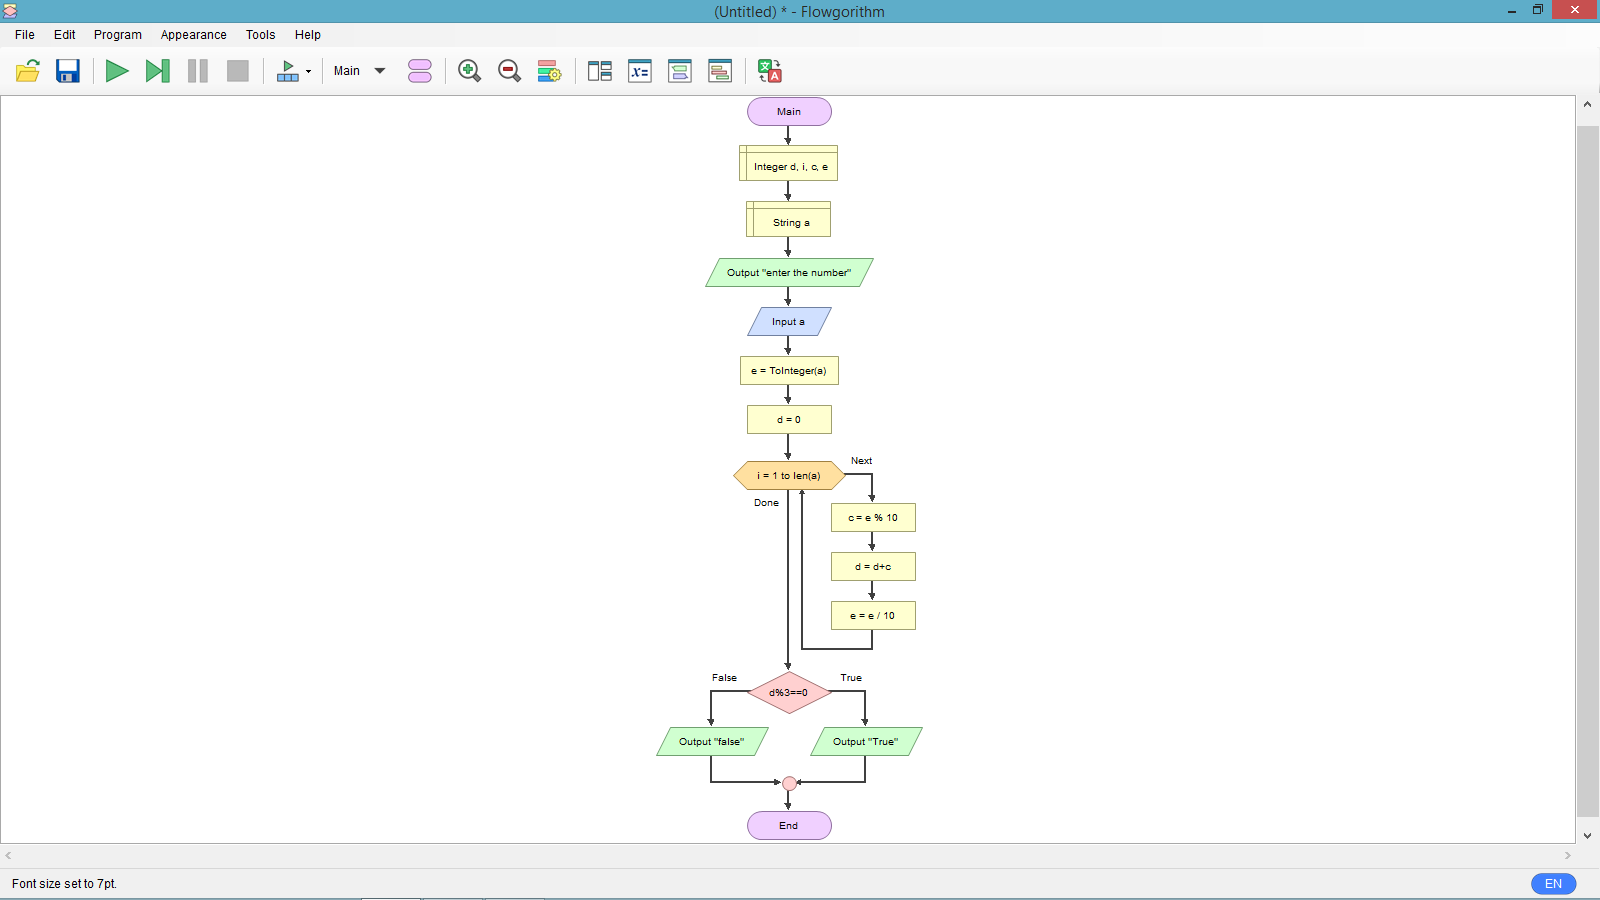 (Untitled) * - Flowgorithm
File Edit Program Appearance Tools Help
Main
Main
Integer d, i, c, e
String a
Output "enter the number"
Input a
e = ToInteger(a)
d = 0
i = 1 to len(a)
Next
Done
c = e % 10
d = d+c
e = e / 10
False
True
d%3==0
Output "false"
Output "True"
End
Font size set to 7pt.
EN